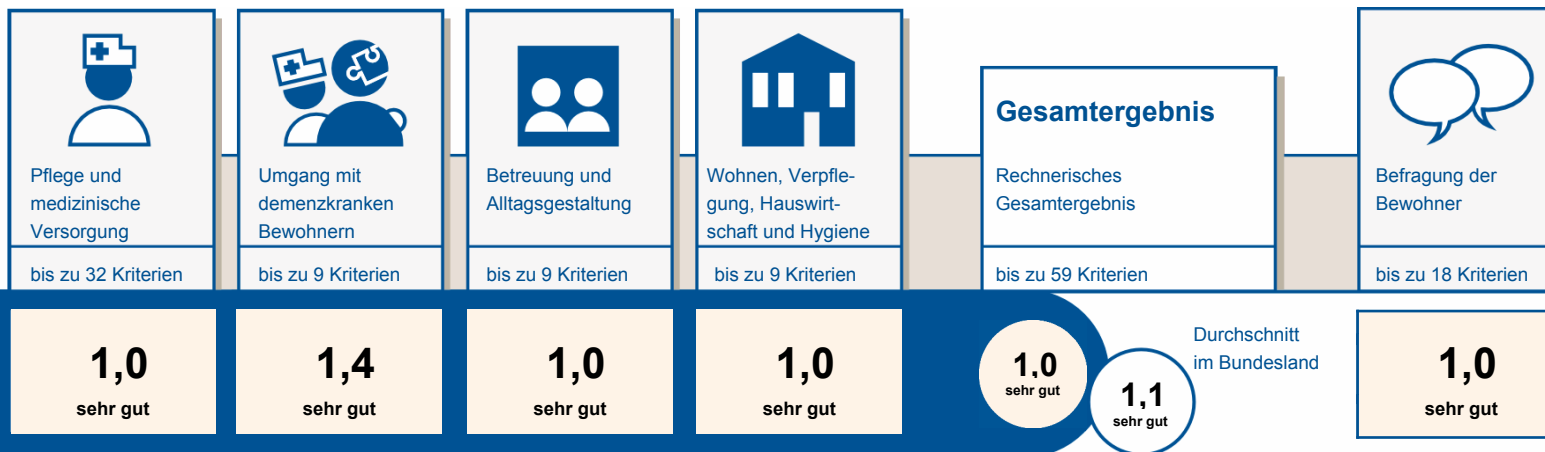 Pflege und
medizinische
Versorgung
bis zu 32 Kriterien
1,0
sehr gut
Umgang mit
demenzkranken
Bewohnern
bis zu 9 Kriterien
1,4
sehr gut
Betreuung und
Alltagsgestaltung
bis zu 9 Kriterien
1,0
sehr gut
Wohnen, Verpfle-
gung, Hauswirt-
schaft und Hygiene
bis zu 9 Kriterien
1,0
sehr gut
Gesamtergebnis
Rechnerisches
Gesamtergebnis
bis zu 59 Kriterien
1,0
sehr gut
Durchschnitt
im Bundesland
1,1
sehr gut
Befragung der
Bewohner
bis zu 18 Kriterien
1,0
sehr gut